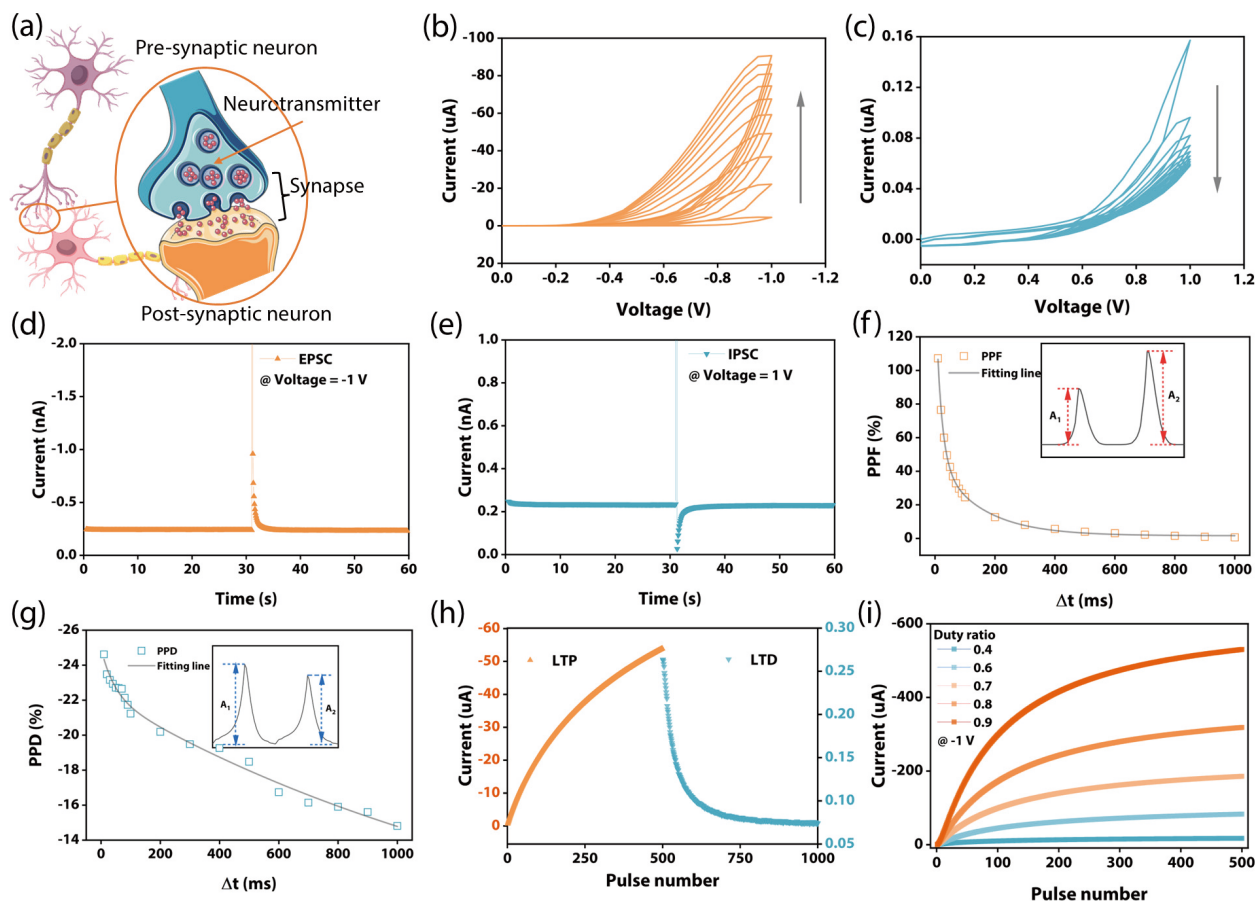 (a)
Pre-synaptic neuron
Neurotransmitter
Synapse
Post-synaptic neuron
(b)
-100
-80
-60
-40
-20
0
20
Current (uA)
0.0 -0.2 -0.4 -0.6 -0.8 -1.0 -1.2
Voltage (V)
(c)
0.16
0.12
0.08
0.04
0.00
Current (uA)
0.0 0.2 0.4 0.6 0.8 1.0 1.2
Voltage (V)
(d)
-2.0
-1.5
-1.0
-0.5
0.0
Current (nA)
EPSC
@ Voltage = -1 V
0 10 20 30 40 50 60
Time (s)
(e)
1.0
0.8
0.6
0.4
0.2
0.0
Current (nA)
IPSC
@ Voltage = 1 V
0 10 20 30 40 50 60
Time (s)
(f)
120
100
80
60
40
20
0
PPF (%)
PPF
Fitting line
A1
A2
0 200 400 600 800 1000
Δt (ms)
(g)
-26
-24
-22
-20
-18
-16
-14
PPD (%)
PPD
Fitting line
A1
A2
0 200 400 600 800 1000
Δt (ms)
(h)
-60
-50
-40
-30
-20
-10
0
Current (uA)
LTP
LTD
0.30
0.25
0.20
0.15
0.10
0.05
0 250 500 750 1000
Pulse number
(i)
-600
-400
-200
0
Current (uA)
Duty ratio
0.4
0.6
0.7
0.8
0.9
@ -1 V
0 100 200 300 400 500
Pulse number